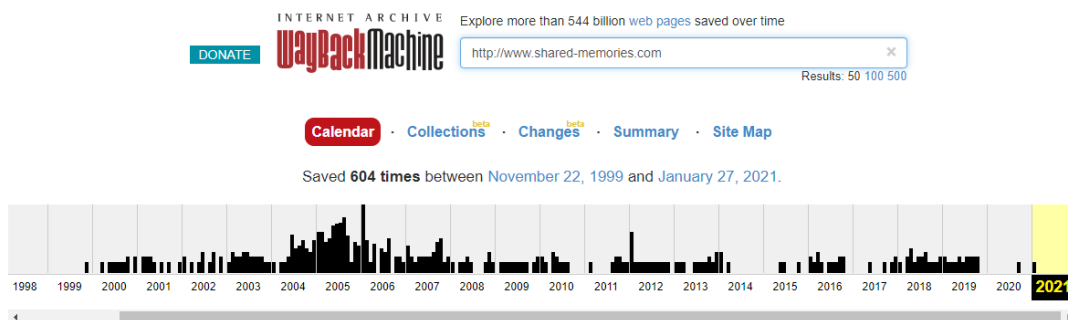 INTERNET ARCHIVE
WayBackMachine
DONATE
Explore more than 544 billion web pages saved over time
http://www.shared-memories.com ×
Results: 50 100 500
Calendar · Collections beta · Changes beta · Summary · Site Map
Saved 604 times between November 22, 1999 and January 27, 2021.
1998 1999 2000 2001 2002 2003 2004 2005 2006 2007 2008 2009 2010 2011 2012 2013 2014 2015 2016 2017 2018 2019 2020 2021